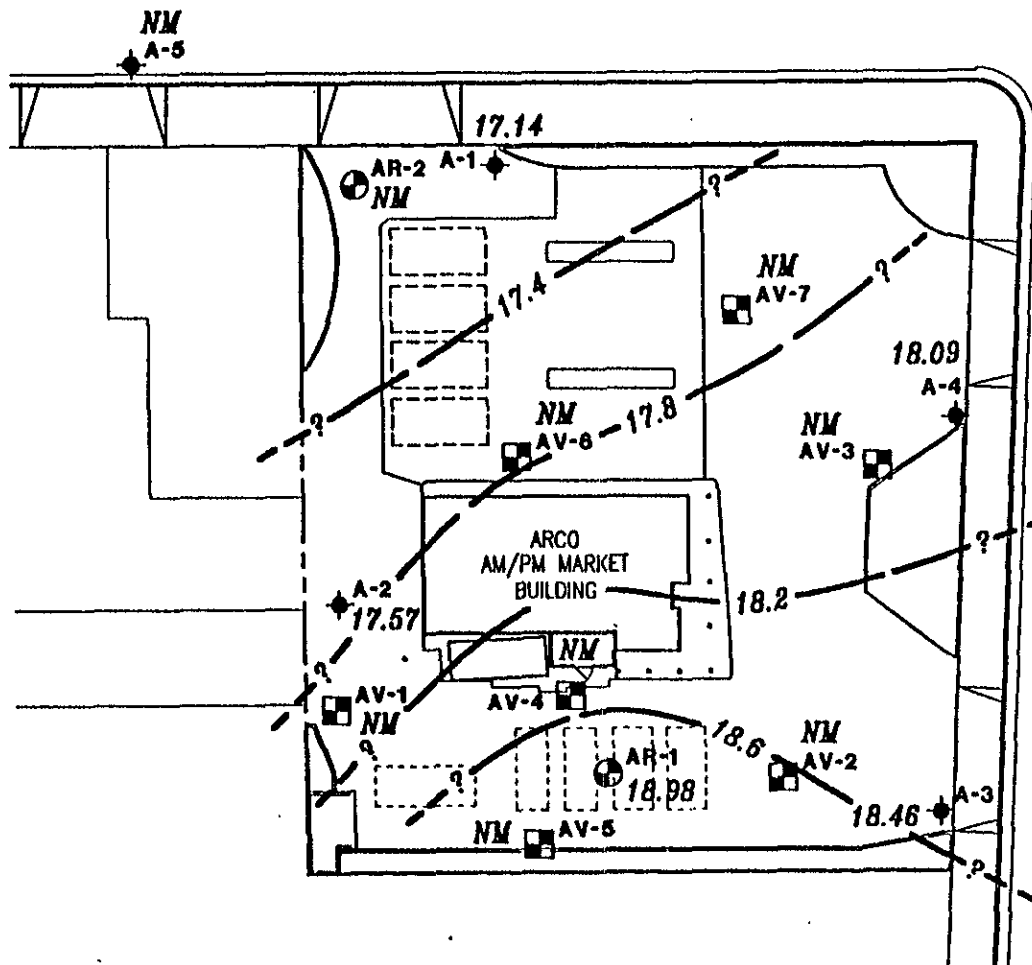 NM
A-5
17.14
A-1
AR-2
NM
?
17.4
?
NM
AV-7
?
18.09
A-4
NM
AV-6
17.8
NM
AV-3
ARCO
AM/PM MARKET
BUILDING
?
18.2
A-2
17.57
NM
?
AV-1
NM
AV-4
?
?
18.6
NM
AV-2
AR-1
18.98
A-3
18.46
NM
AV-5
?